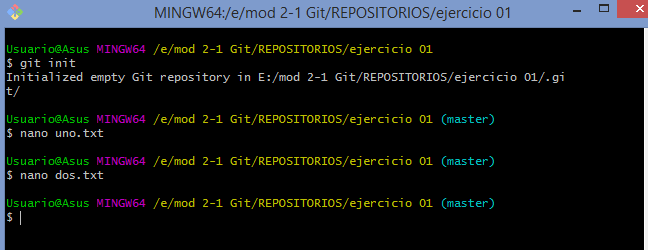 MINGW64:/e/mod 2-1 Git/REPOSITORIOS/ejercicio 01
Usuario@Asus MINGW64 /e/mod 2-1 Git/REPOSITORIOS/ejercicio 01
$ git init
Initialized empty Git repository in E:/mod 2-1 Git/REPOSITORIOS/ejercicio 01/.gi
t/
Usuario@Asus MINGW64 /e/mod 2-1 Git/REPOSITORIOS/ejercicio 01 (master)
$ nano uno.txt
Usuario@Asus MINGW64 /e/mod 2-1 Git/REPOSITORIOS/ejercicio 01 (master)
$ nano dos.txt
Usuario@Asus MINGW64 /e/mod 2-1 Git/REPOSITORIOS/ejercicio 01 (master)
$